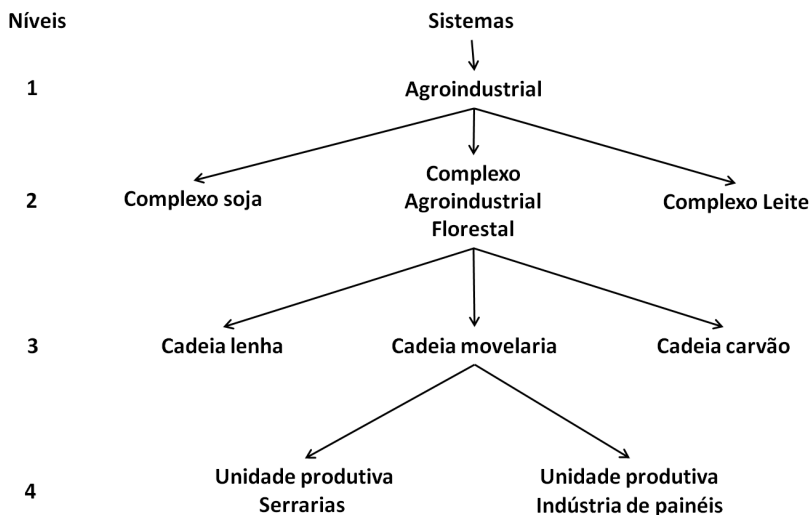 Níveis Sistemas
1 Agroindustrial
2 Complexo soja Complexo Agroindustrial Florestal Complexo Leite
3 Cadeia lenha Cadeia movelaria Cadeia carvão
4 Unidade produtiva Serrarias Unidade produtiva Indústria de painéis